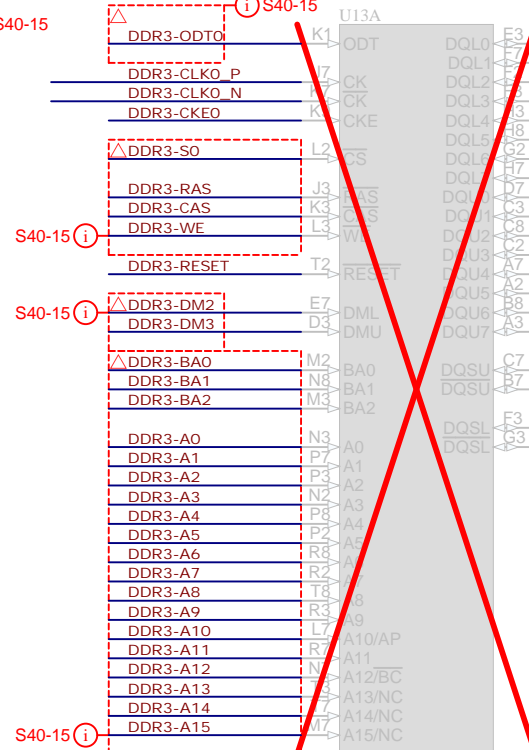 S40-15
S40-15
i
U13A
DDR3-ODT0 K1 ODT DQL0 E3
DQL1 F7
DDR3-CLK0_P J7 CK DQL2
DDR3-CLK0_N CK DQL3
DDR3-CKE0 CKE DQL4 H3
DQL5 H8
DDR3-S0 L2 CS DQL6 G2
H7
DDR3-RAS J3 RAS D7
DDR3-CAS K3 CAS DQU1 C3
S40-15 i DDR3-WE L3 WE DQU2 C8
DQU3 C2
DDR3-RESET T2 RESET DQU4 A7
DQU5 A2
S40-15 i DDR3-DM2 E7 DML DQU6 B8
DDR3-DM3 D3 DMU DQU7 A3
DDR3-BA0 M2 BA0 DQSU C7
DDR3-BA1 N8 BA1 DQSU B7
DDR3-BA2 M3 BA2
DQSL F3
DDR3-A0 N3 A0 DQSL G3
DDR3-A1 P7 A1
DDR3-A2 P3 A2
DDR3-A3 N2 A3
DDR3-A4 P8 A4
DDR3-A5 P2 A5
DDR3-A6 R8
DDR3-A7 R2
DDR3-A8 T8 A8
DDR3-A9 R3 A9
DDR3-A10 L7 A10/AP
DDR3-A11 R7 A11
DDR3-A12 A12/BC
DDR3-A13 T3 A13/NC
DDR3-A14 T7 A14/NC
S40-15 i DDR3-A15 M7 A15/NC